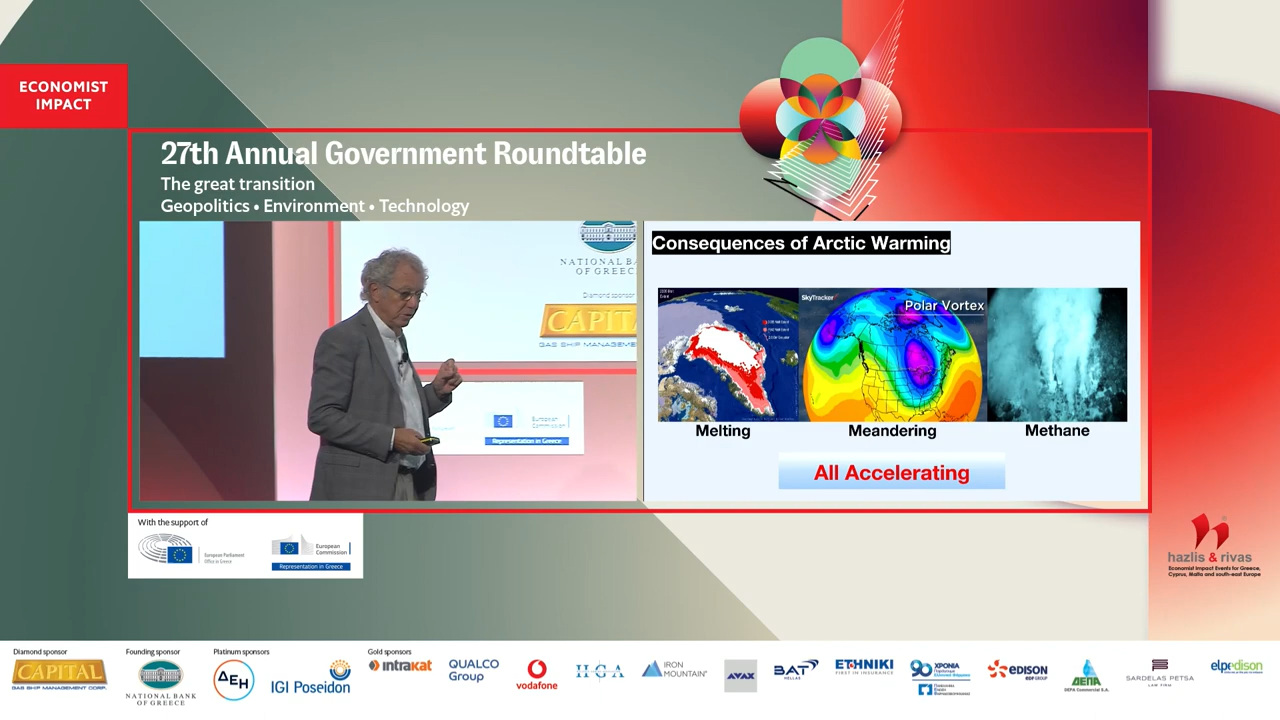 ECONOMIST
IMPACT
27th Annual Government Roundtable
The great transition
Geopolitics • Environment • Technology
NATIONAL BAN
OF GREECE
Diamond sponsor
CAPITA
GAS SHIP MANAGEME
European
Commission
Representation in Greece
Consequences of Arctic Warming
SkyTracker
Polar Vortex
Melting
Meandering
Methane
All Accelerating
With the support of
European Parliament
Office in Greece
European
Commission
Representation in Greece
hazlis & rivas
Economist Impact Events for Greece,
Cyprus, Malta and south-east Europe
Diamond sponsor
CAPITAL
GAS SHIP MANAGEMENT CORP.
Founding sponsor
NATIONAL BANK
OF GREECE
Platinum sponsors
ΔΕΗ
IGI Poseidon
Gold sponsors
intrakat
QUALCO
Group
vodafone
HGA
IRON
MOUNTAIN®
AVAX
BAT
HELLAS
ΕΤΗΝΙΚΙ
FIRST IN INSURANCE
90 ΧΡΟΝΙΑ
EDISON
EDF GROUP
ΔΕΠΑ
DEPA Commercial S.A.
SARDELAS PETSA
LAW FIRM
elpedison